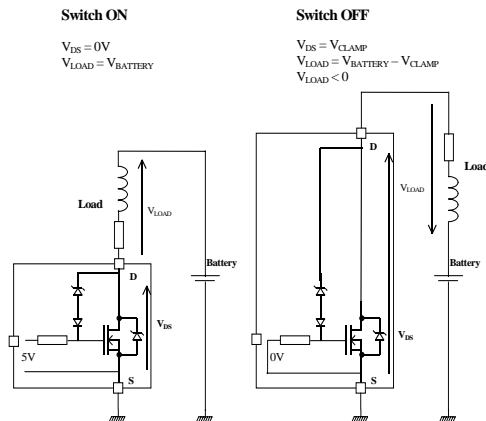 Switch ON
V_DS = 0V
V_LOAD = V_BATTERY
Load
V_LOAD
D
Battery
V_DS
5V
S
Switch OFF
V_DS = V_CLAMP
V_LOAD = V_BATTERY – V_CLAMP
V_LOAD < 0
D
Load
V_LOAD
Battery
V_DS
0V
S